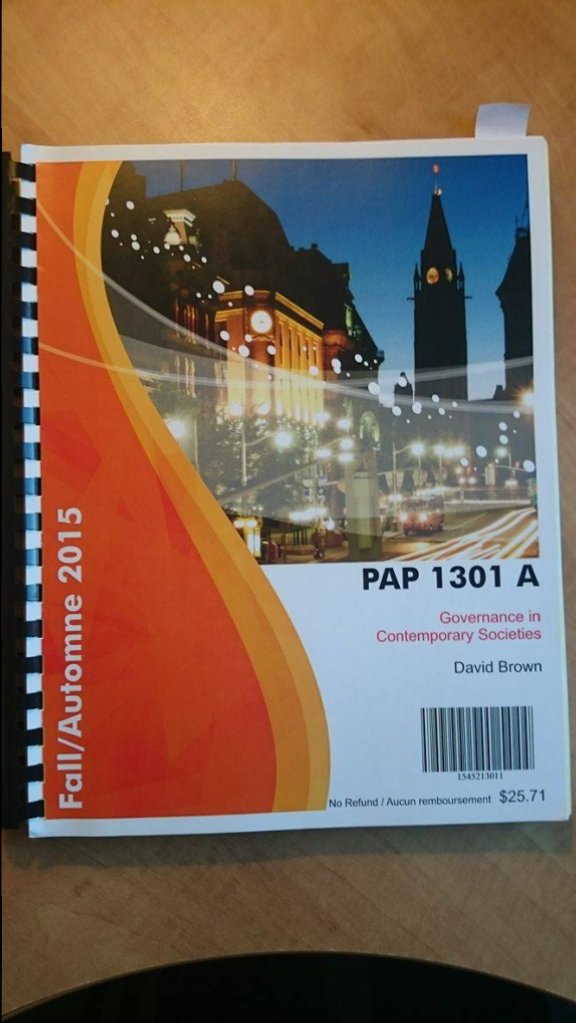 Fall/Automne 2015
PAP 1301 A
Governance in
Contemporary Societies
David Brown
1545213011
No Refund / Aucun remboursement $25.71